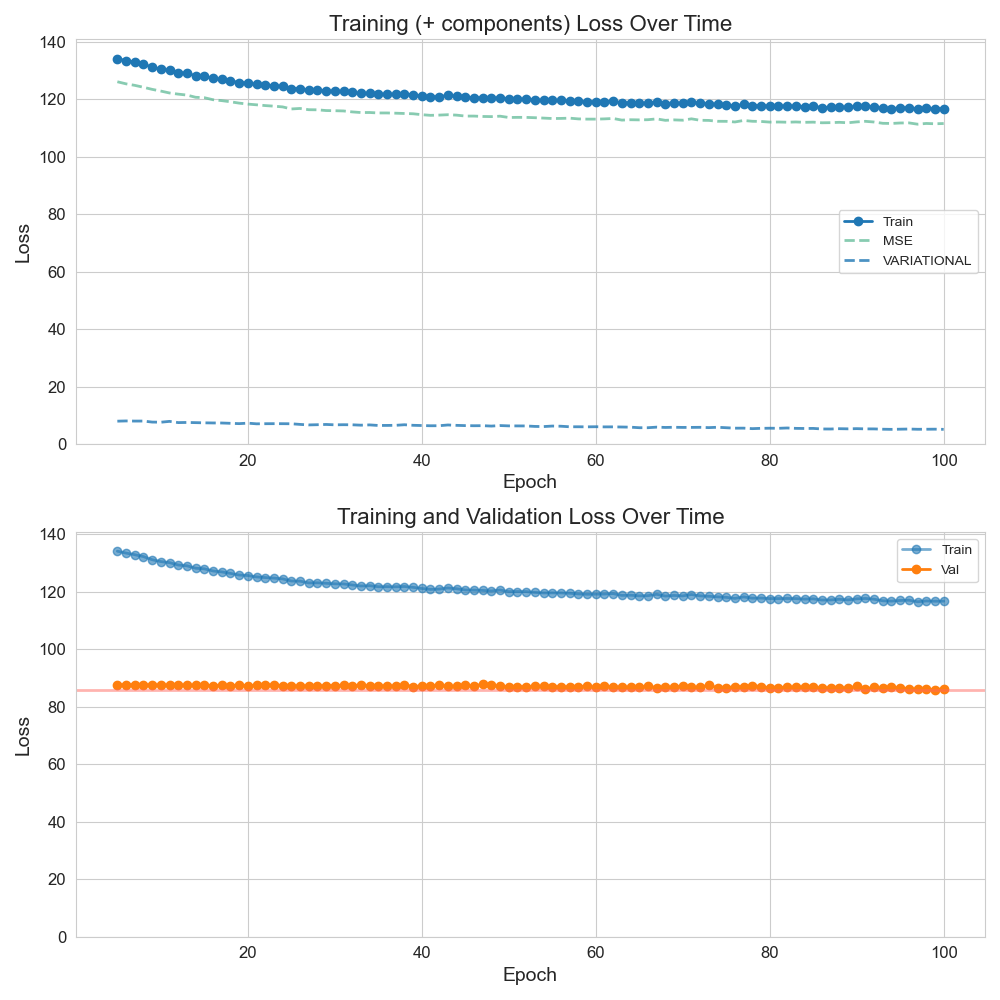 Training (+ components) Loss Over Time
140
120
100
80
60
40
20
0
Loss
Train
MSE
VARIATIONAL
20 40 60 80 100
Epoch
Training and Validation Loss Over Time
140
120
100
80
60
40
20
0
Loss
Train
Val
20 40 60 80 100
Epoch